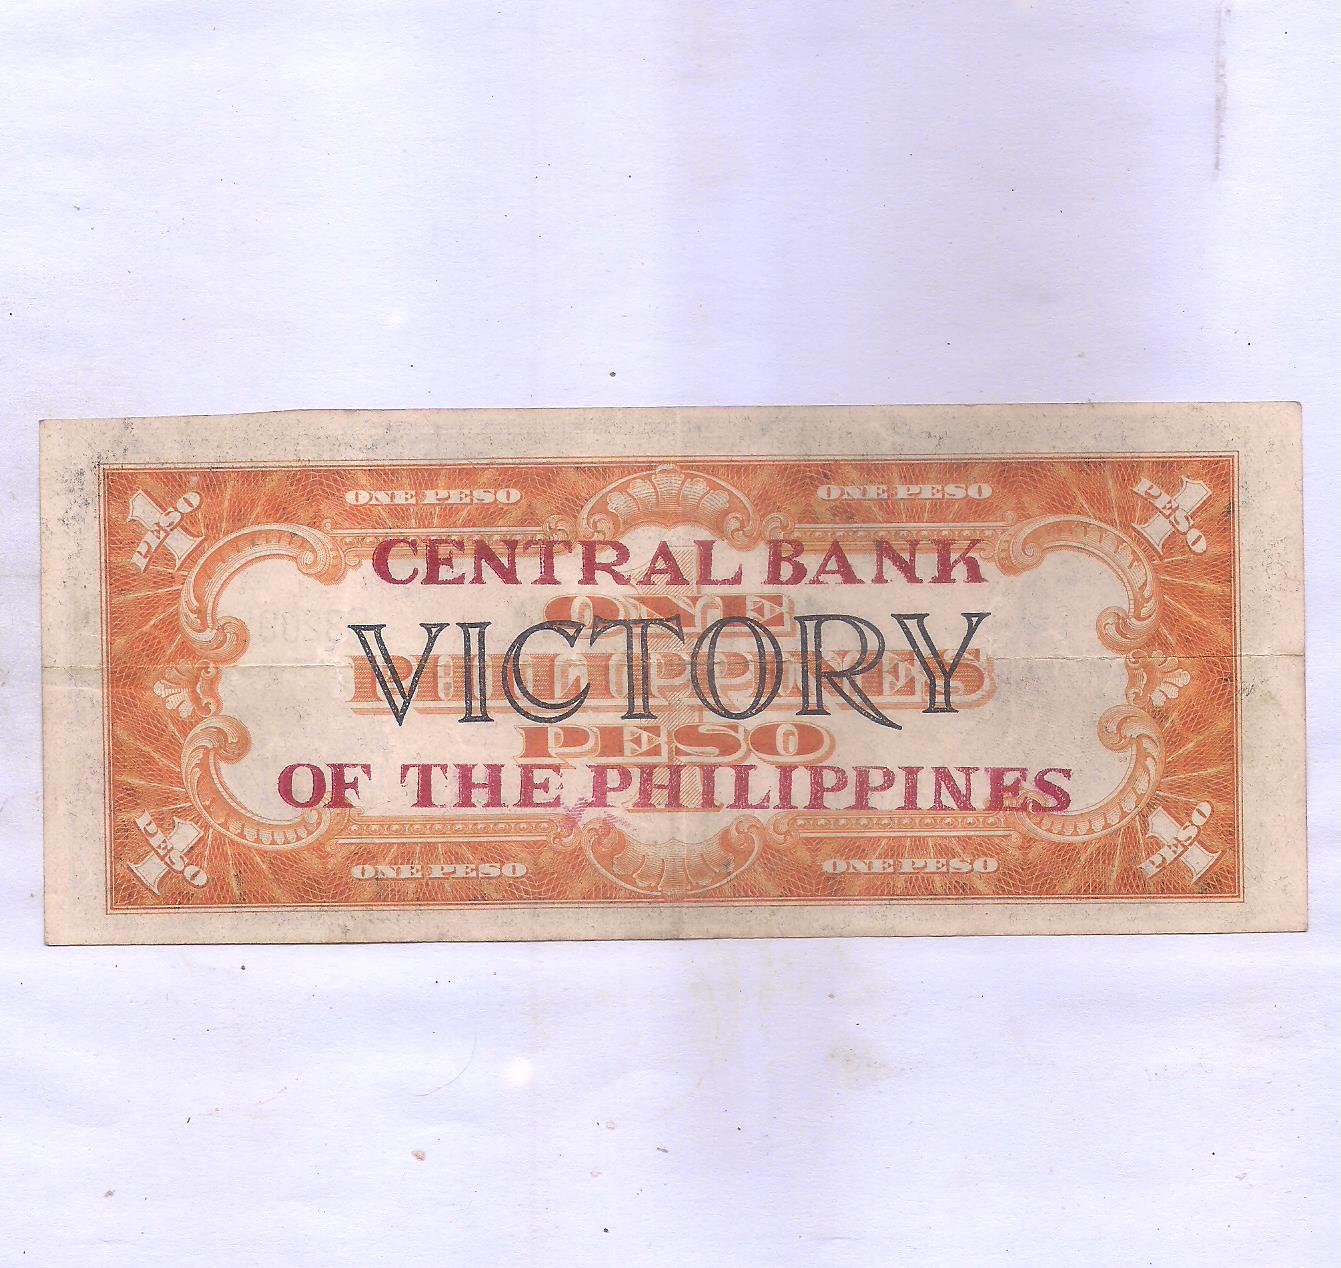 1 PESO
ONE PESO
ONE PESO
1 PESO
CENTRAL BANK
ONE
VICTORY
PHILIPPINES
PESO
OF THE PHILIPPINES
1 PESO
ONE PESO
ONE PESO
1 PESO